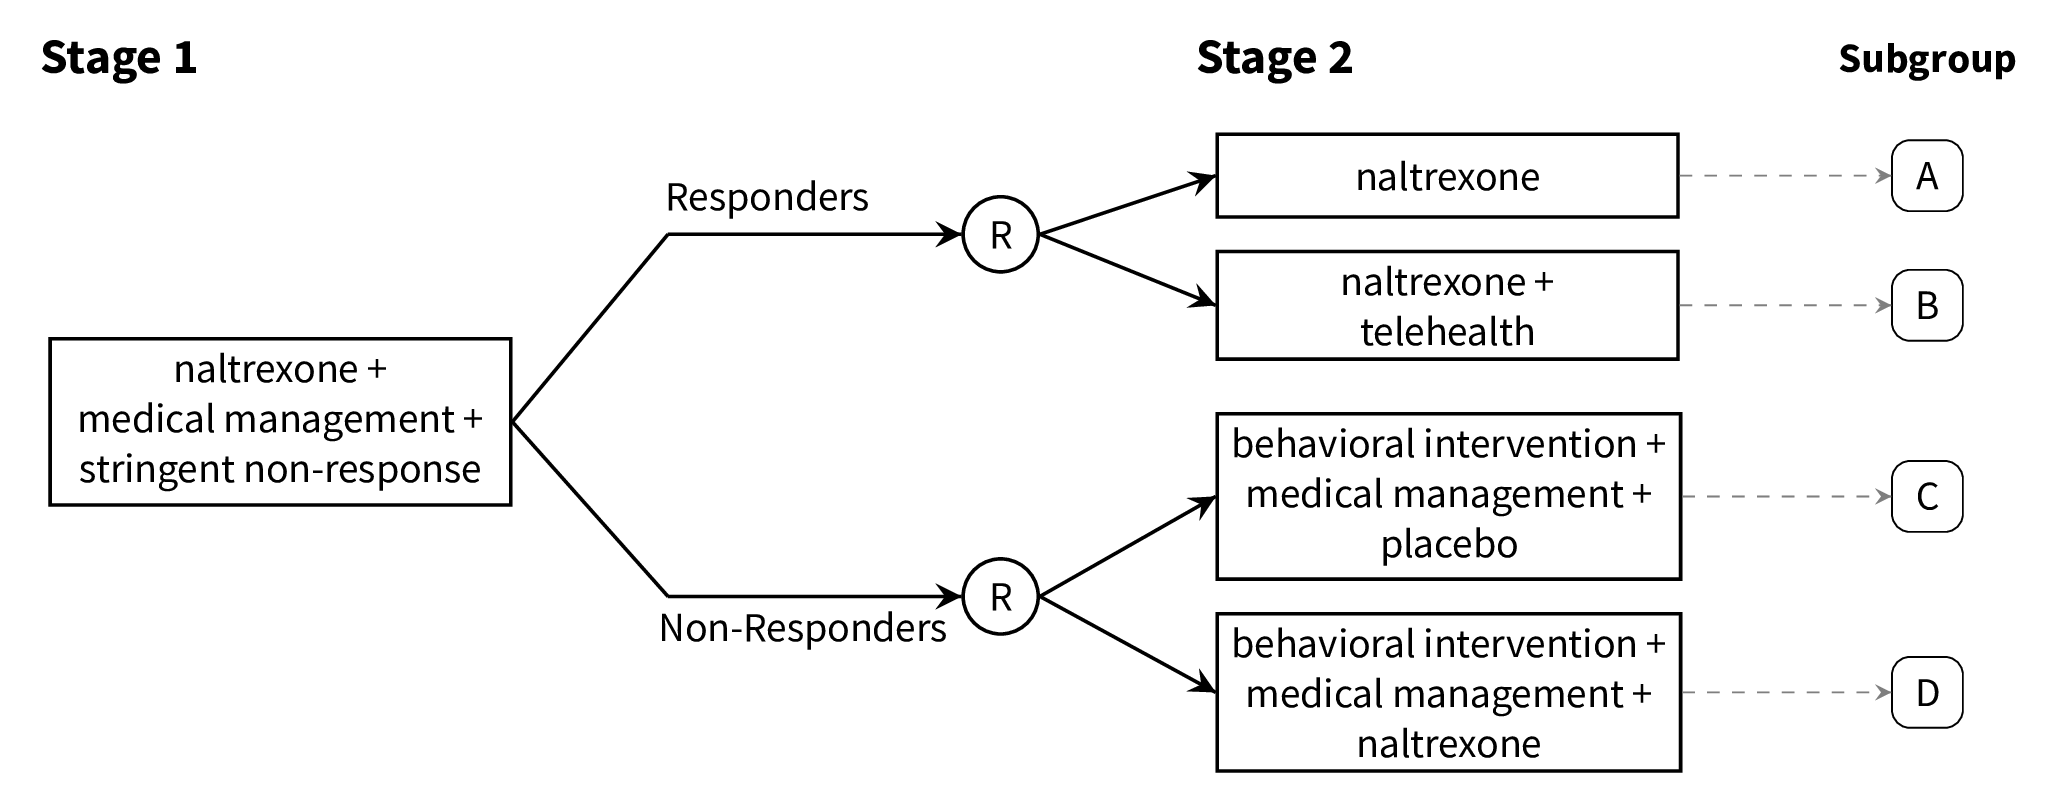 Stage 1
Stage 2
Subgroup
naltrexone +
medical management +
stringent non-response
Responders
R
naltrexone
A
naltrexone +
telehealth
B
Non-Responders
R
behavioral intervention +
medical management +
placebo
C
behavioral intervention +
medical management +
naltrexone
D